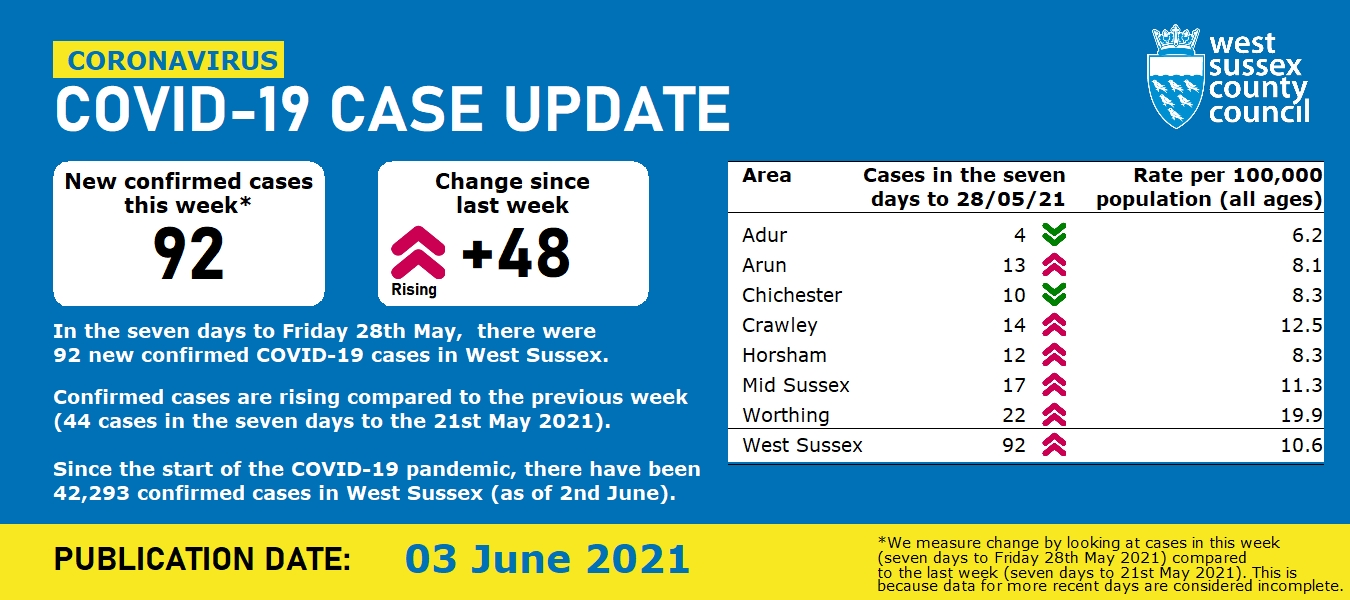 CORONAVIRUS
COVID-19 CASE UPDATE
west
sussex
county
council
New confirmed cases
this week*
92
Change since
last week
+48
Rising
In the seven days to Friday 28th May,  there were
92 new confirmed COVID-19 cases in West Sussex.
Confirmed cases are rising compared to the previous week
(44 cases in the seven days to the 21st May 2021).
Since the start of the COVID-19 pandemic, there have been
42,293 confirmed cases in West Sussex (as of 2nd June).
Area Cases in the seven days to 28/05/21 Rate per 100,000 population (all ages)
Adur 4 6.2
Arun 13 8.1
Chichester 10 8.3
Crawley 14 12.5
Horsham 12 8.3
Mid Sussex 17 11.3
Worthing 22 19.9
West Sussex 92 10.6
PUBLICATION DATE: 03 June 2021
*We measure change by looking at cases in this week
(seven days to Friday 28th May 2021) compared
to the last week (seven days to 21st May 2021). This is
because data for more recent days are considered incomplete.